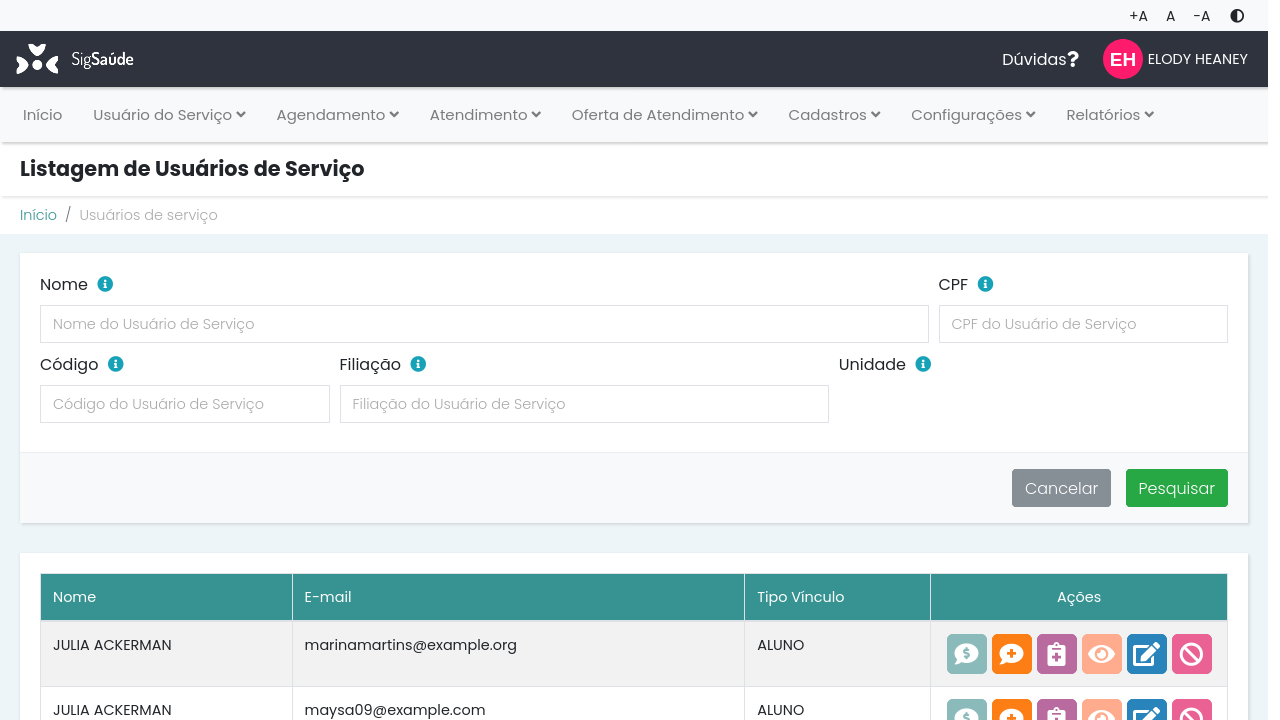 +A A -A
SigSaúde
Dúvidas? EH ELODY HEANEY
Início Usuário do Serviço Agendamento Atendimento Oferta de Atendimento Cadastros Configurações Relatórios
Listagem de Usuários de Serviço
Início / Usuários de serviço
Nome CPF
Nome do Usuário de Serviço CPF do Usuário de Serviço
Código Filiação Unidade
Código do Usuário de Serviço Filiação do Usuário de Serviço
Cancelar Pesquisar
Nome E-mail Tipo Vínculo Ações
JULIA ACKERMAN marinamartins@example.org ALUNO
JULIA ACKERMAN maysa09@example.com ALUNO